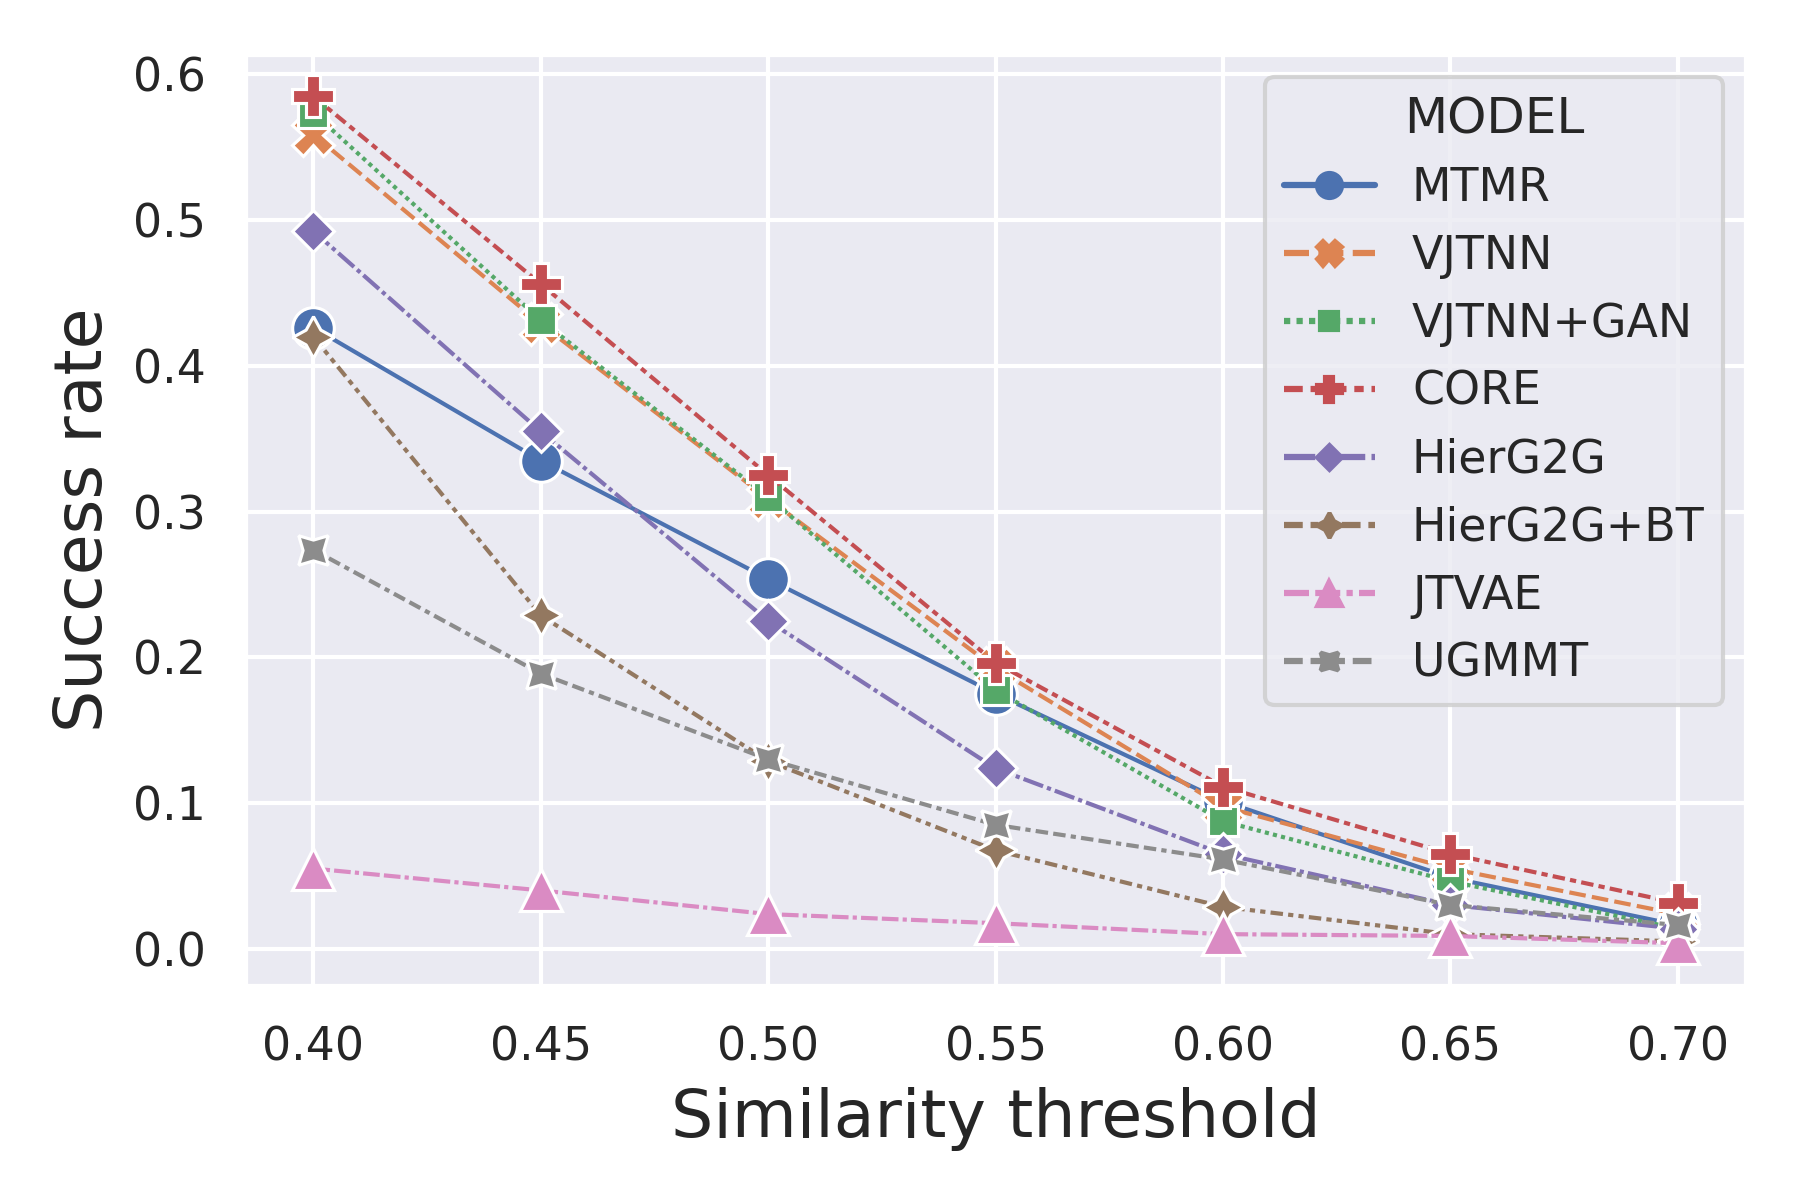 0.6
0.5
0.4
0.3
0.2
0.1
0.0
Success rate
MODEL
MTMR
VJTNN
VJTNN+GAN
CORE
HierG2G
HierG2G+BT
JTVAE
UGMMT
0.40 0.45 0.50 0.55 0.60 0.65 0.70
Similarity threshold